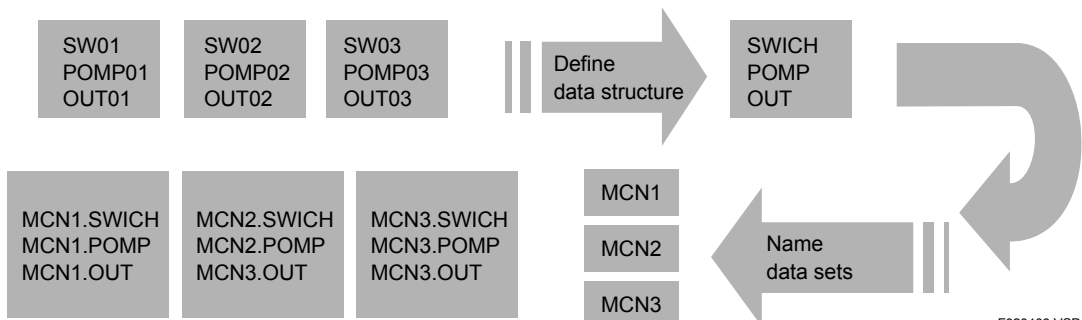 SW01
POMP01
OUT01
SW02
POMP02
OUT02
SW03
POMP03
OUT03
Define
data structure
SWICH
POMP
OUT
MCN1.SWICH
MCN1.POMP
MCN1.OUT
MCN2.SWICH
MCN2.POMP
MCN3.OUT
MCN3.SWICH
MCN3.POMP
MCN3.OUT
MCN1
MCN2
MCN3
Name
data sets